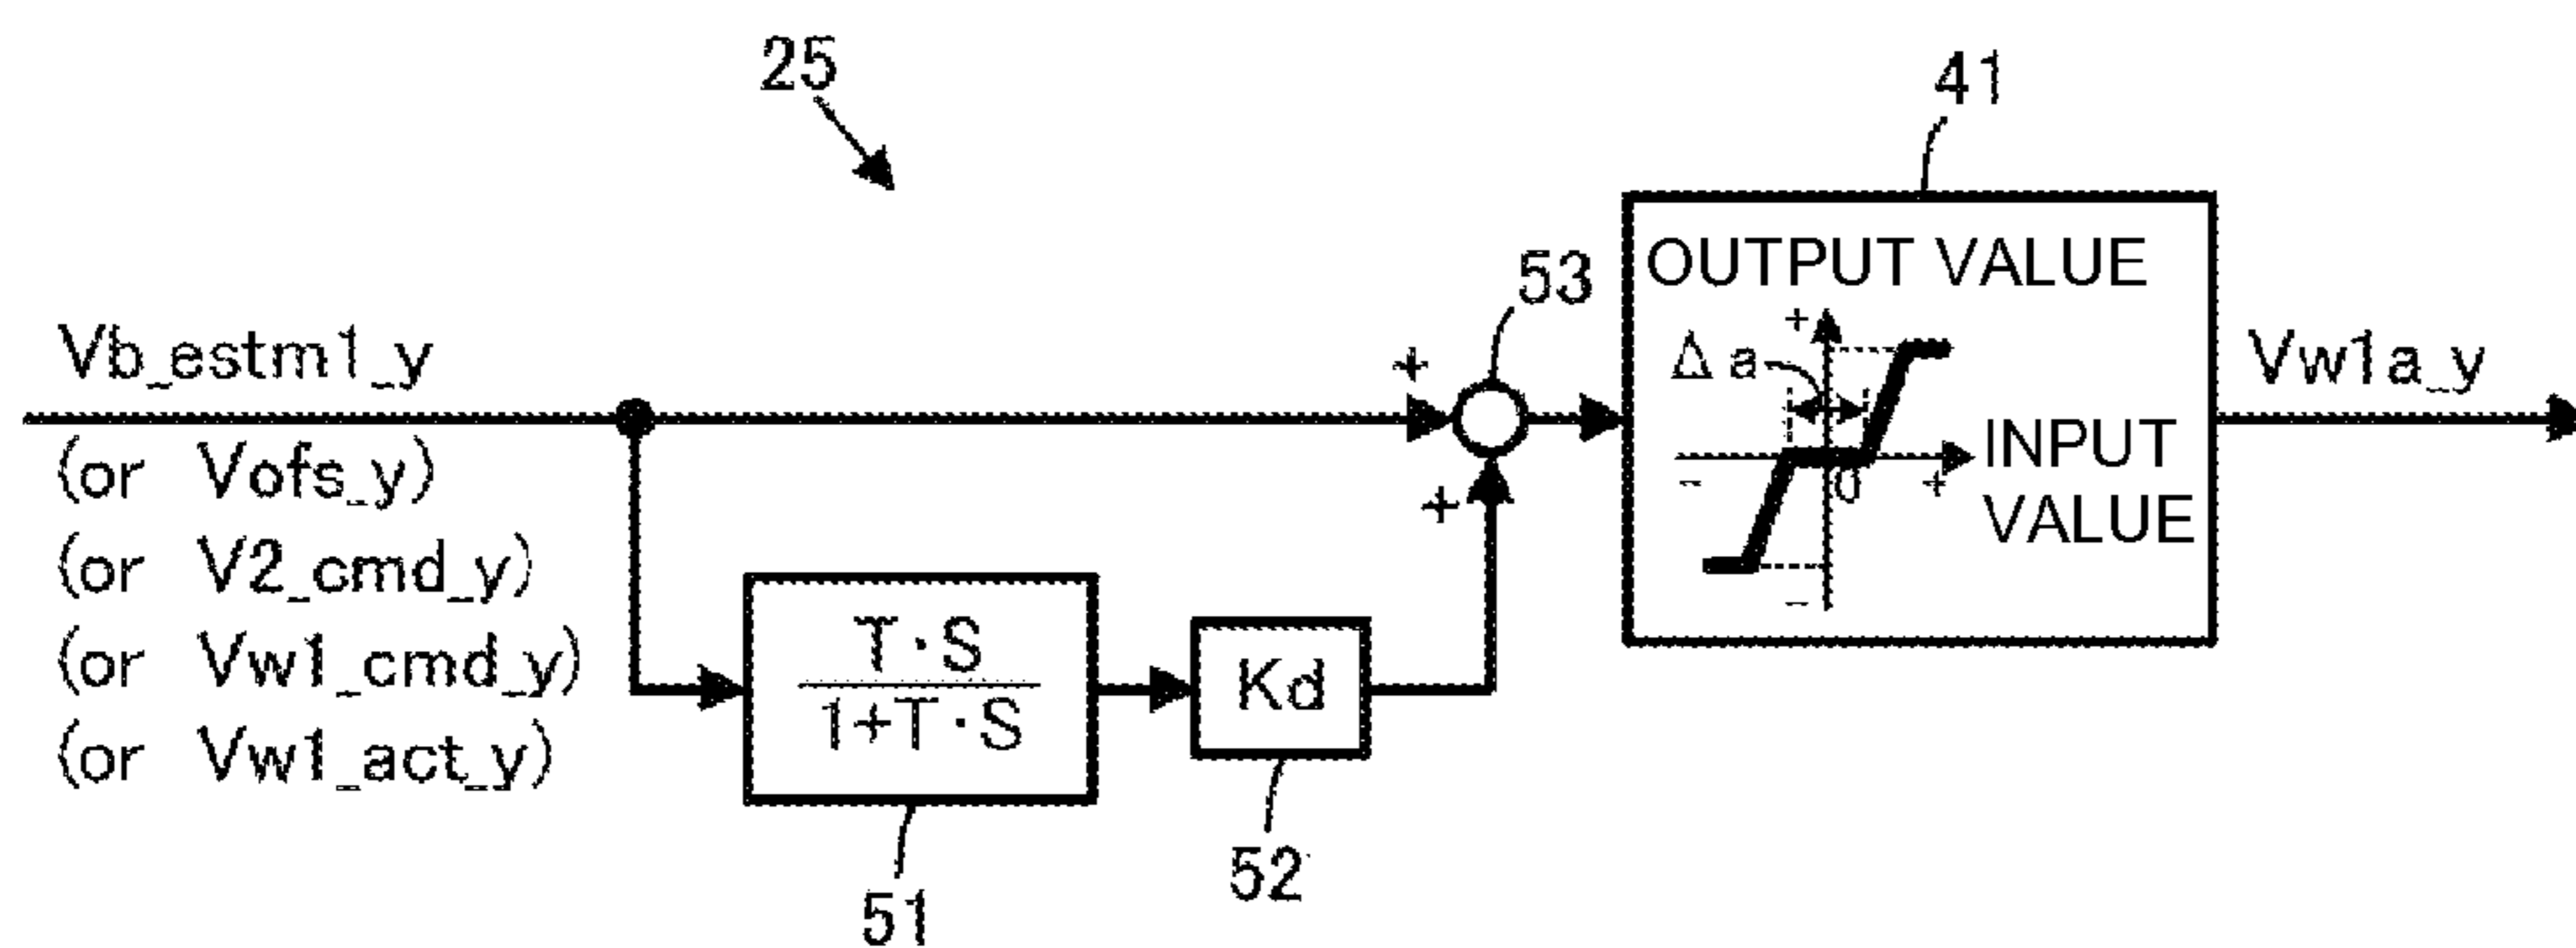 25
41
53
OUTPUT VALUE
Vb_estm1_y
+
+
Δa
Vw1a_y
(or Vofs_y)
+
-
0
+
INPUT
VALUE
-
(or V2_cmd_y)
(or Vw1_cmd_y)
(or Vw1_act_y)
T·S
1+T·S
Kd
51
52